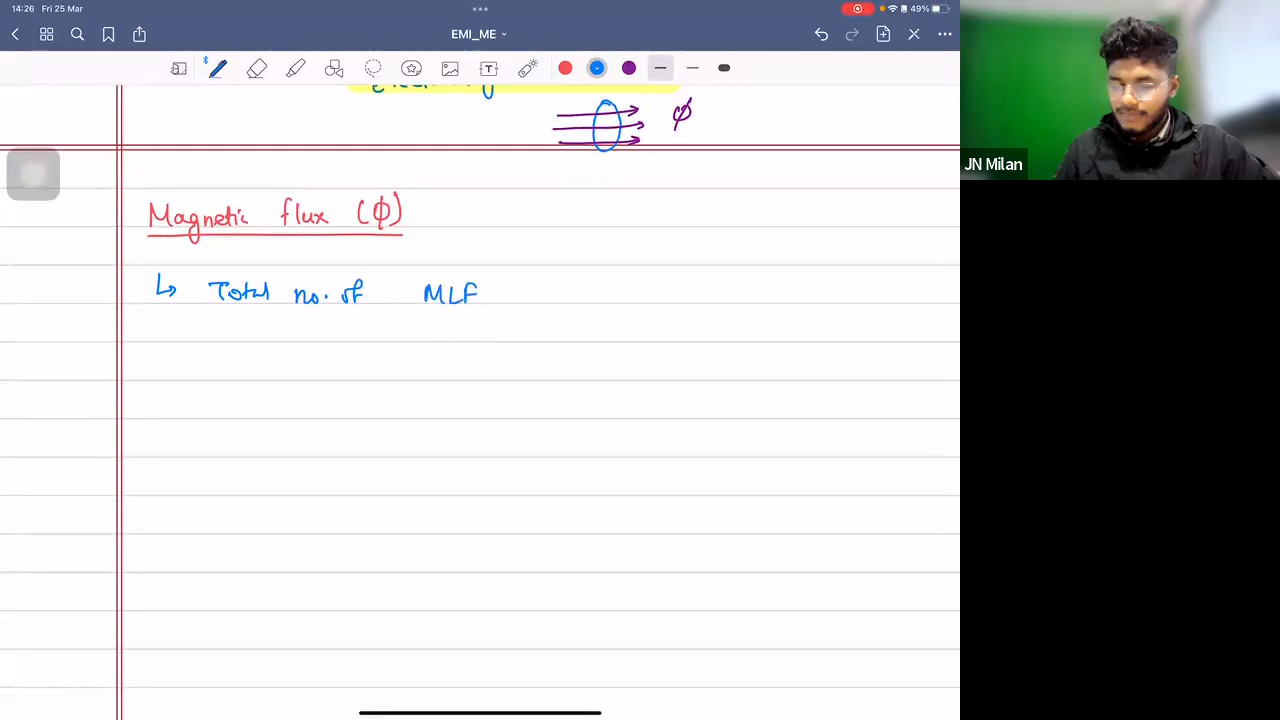 14:26 Fri 25 Mar
49%
EMI_ME
T
JN Milan
ϕ
Magnetic flux (ϕ)
↳ Total no. of MLF